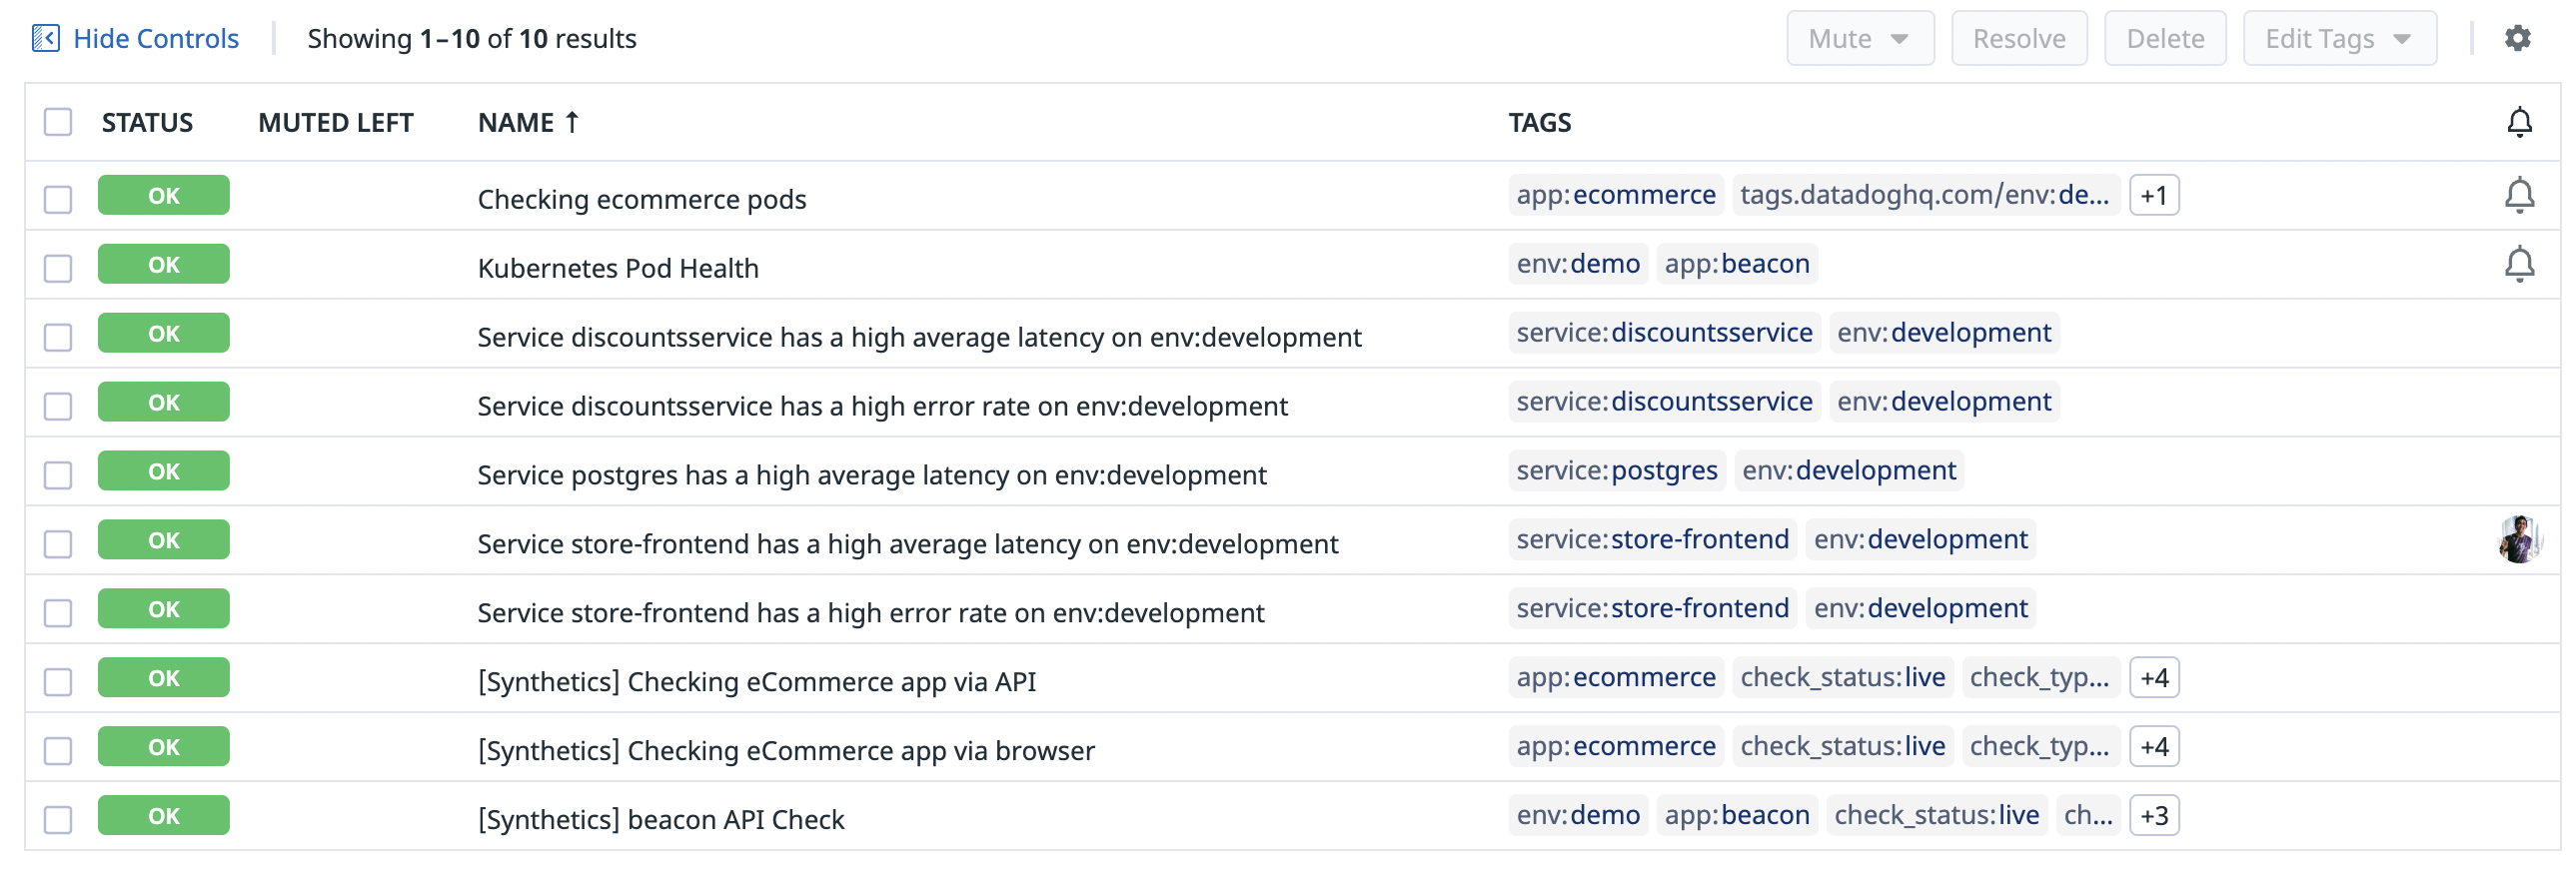 Hide Controls Showing 1–10 of 10 results Mute Resolve Delete Edit Tags
STATUS MUTED LEFT NAME ↑ TAGS
OK Checking ecommerce pods app:ecommerce tags.datadoghq.com/env:de... +1
OK Kubernetes Pod Health env:demo app:beacon
OK Service discountsservice has a high average latency on env:development service:discountsservice env:development
OK Service discountsservice has a high error rate on env:development service:discountsservice env:development
OK Service postgres has a high average latency on env:development service:postgres env:development
OK Service store-frontend has a high average latency on env:development service:store-frontend env:development
OK Service store-frontend has a high error rate on env:development service:store-frontend env:development
OK [Synthetics] Checking eCommerce app via API app:ecommerce check_status:live check_typ... +4
OK [Synthetics] Checking eCommerce app via browser app:ecommerce check_status:live check_typ... +4
OK [Synthetics] beacon API Check env:demo app:beacon check_status:live ch... +3